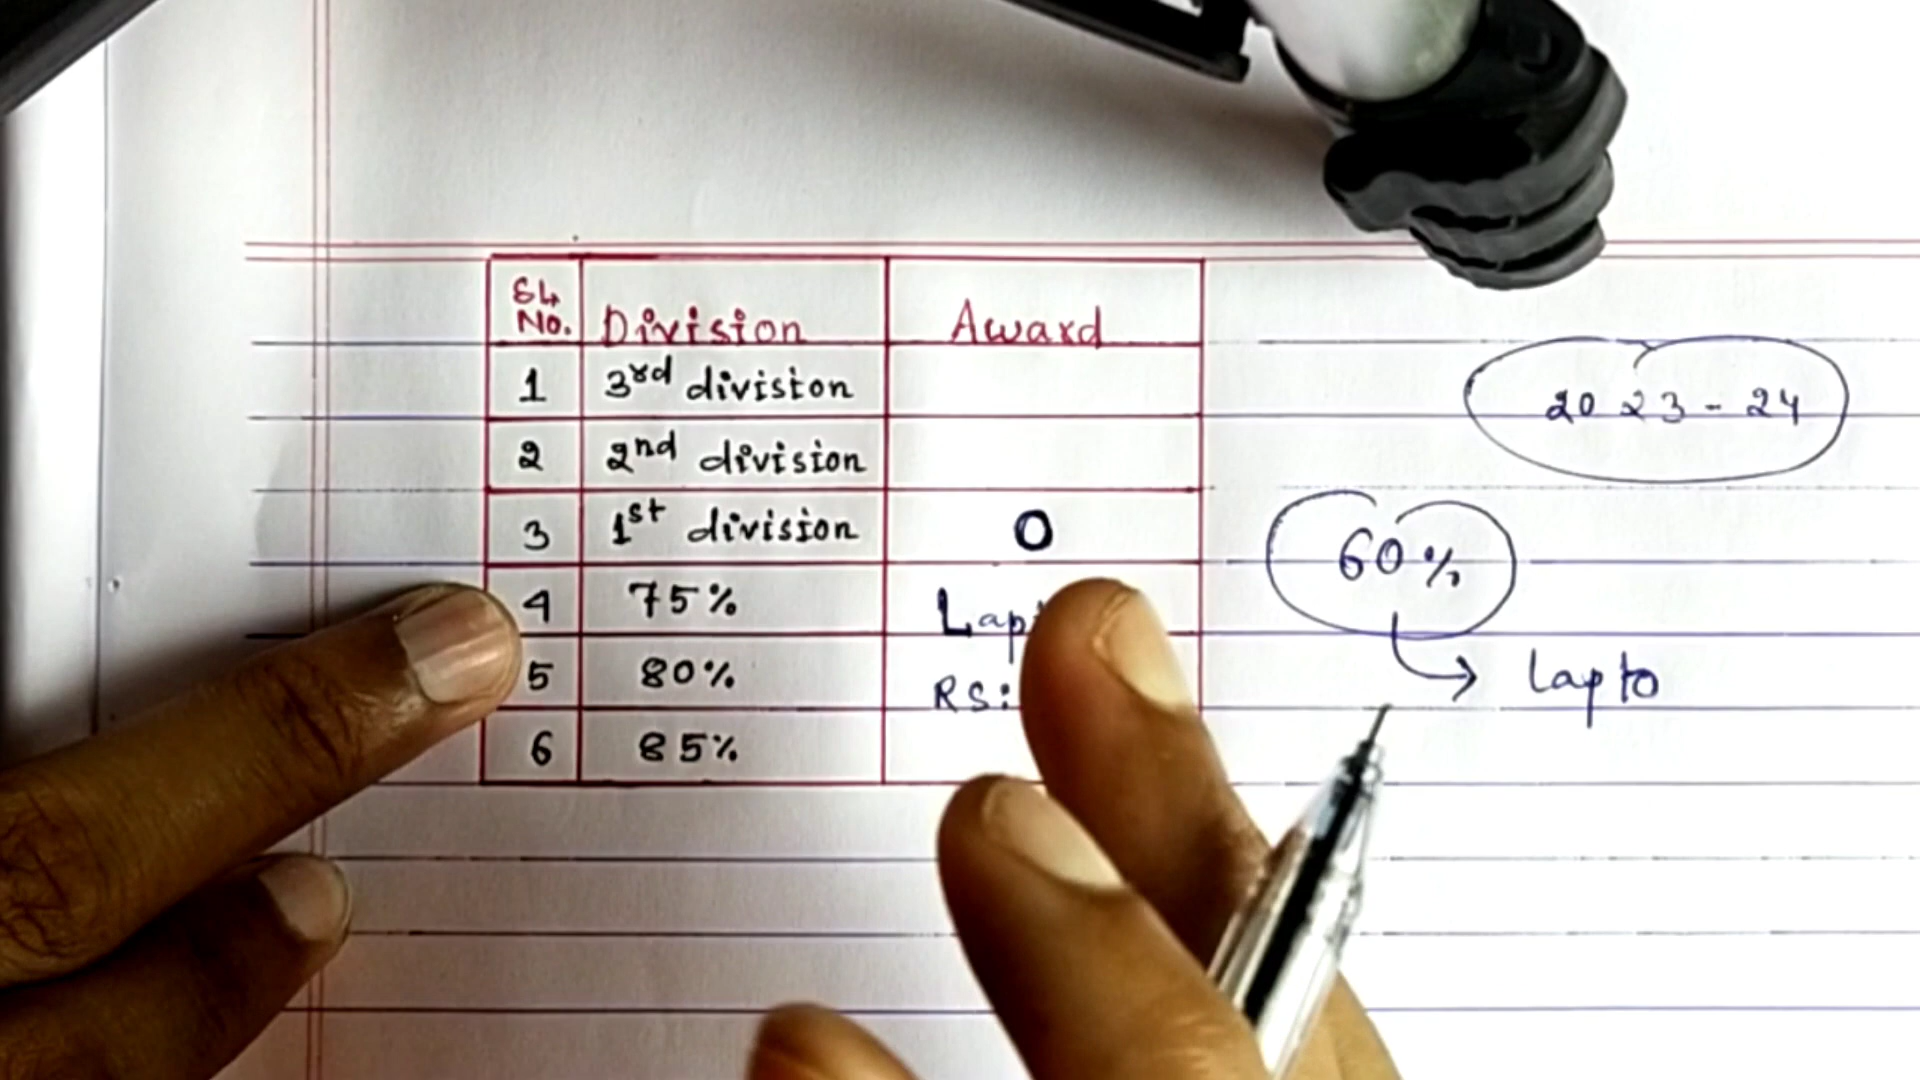 SL No. Division Award
1 3rd division
2 2nd division
3 1st division 0
4 75%
5 80% RS:
6 85%
2023-24
60%
Lapto